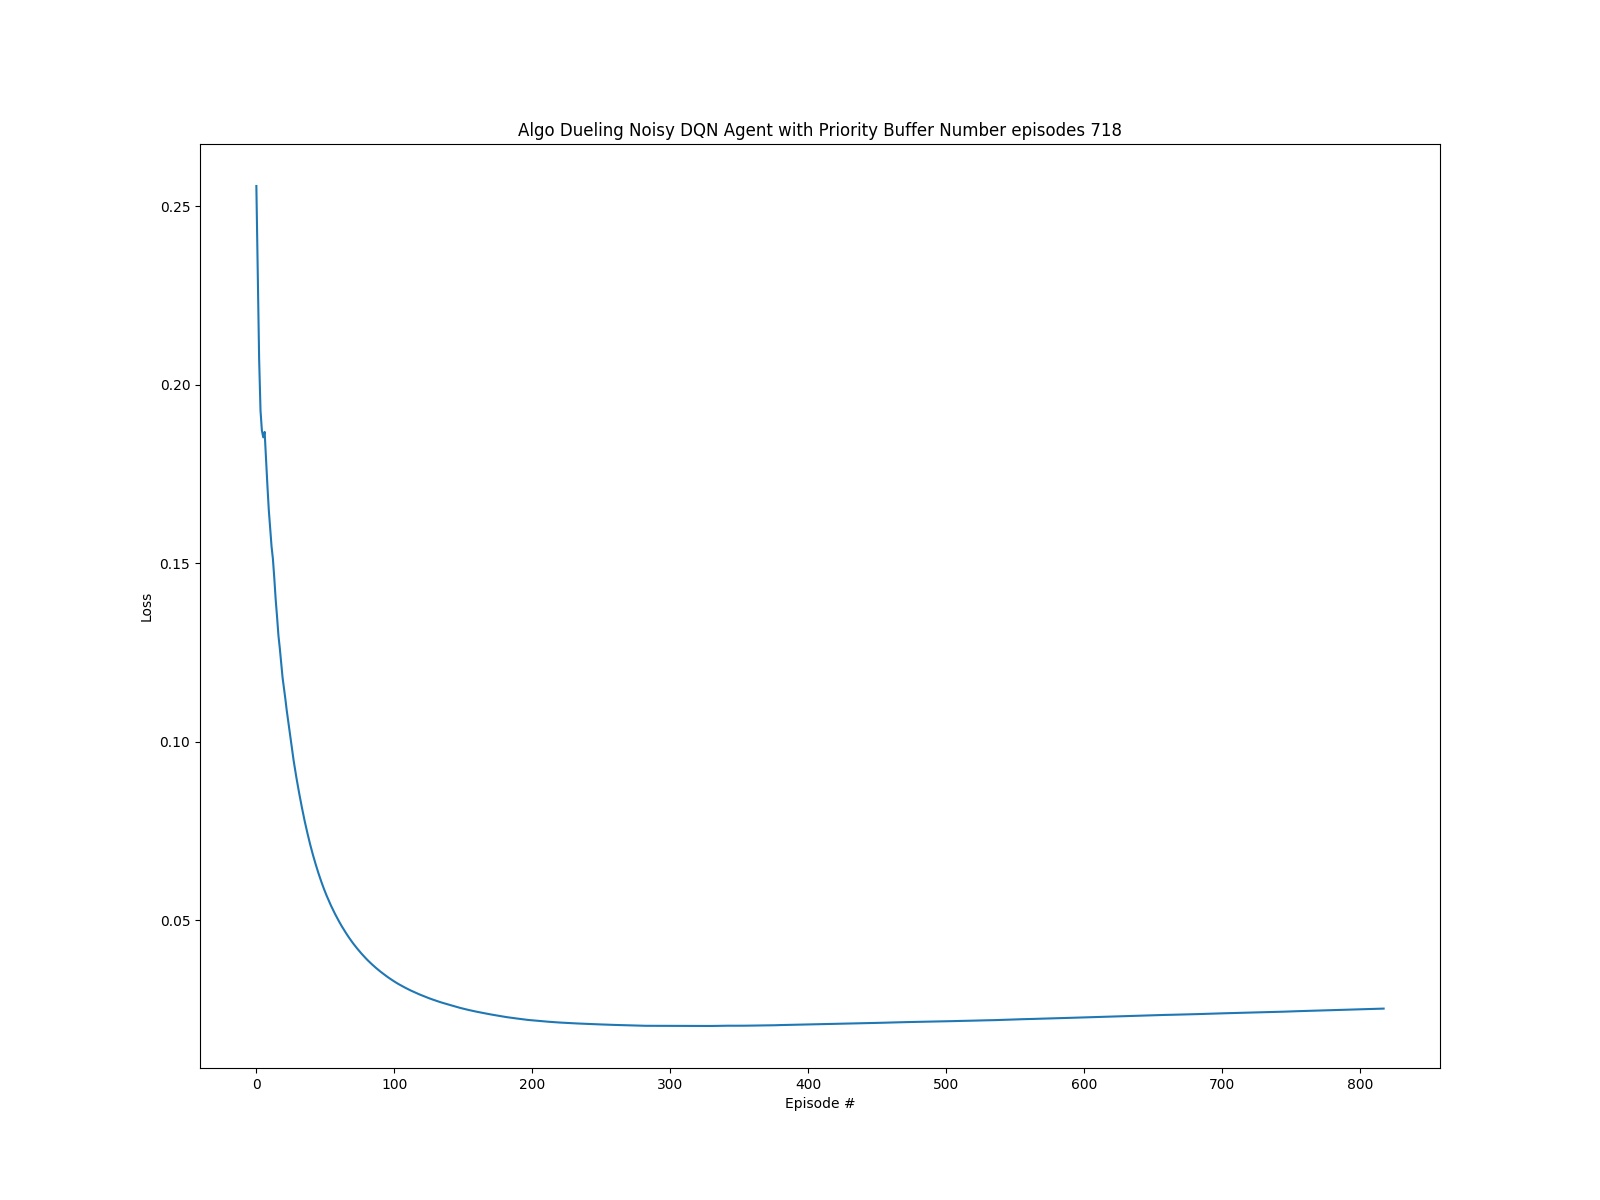 Algo Dueling Noisy DQN Agent with Priority Buffer Number episodes 718
0.25
0.20
0.15
0.10
0.05
Loss
0 100 200 300 400 500 600 700 800
Episode #